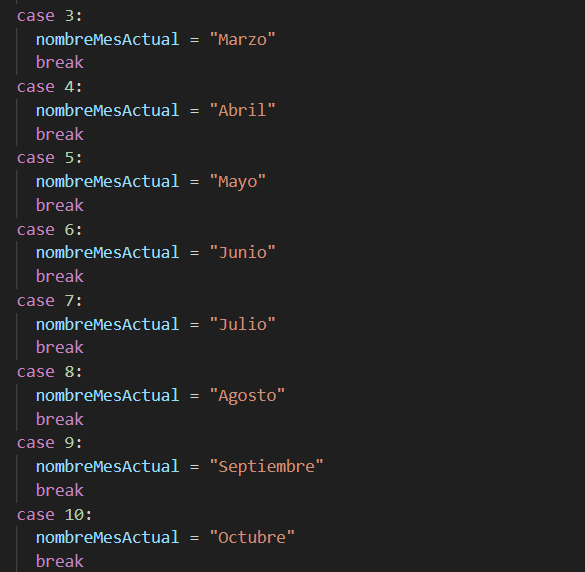 case 3:
nombreMesActual = "Marzo"
break
case 4:
nombreMesActual = "Abril"
break
case 5:
nombreMesActual = "Mayo"
break
case 6:
nombreMesActual = "Junio"
break
case 7:
nombreMesActual = "Julio"
break
case 8:
nombreMesActual = "Agosto"
break
case 9:
nombreMesActual = "Septiembre"
break
case 10:
nombreMesActual = "Octubre"
break